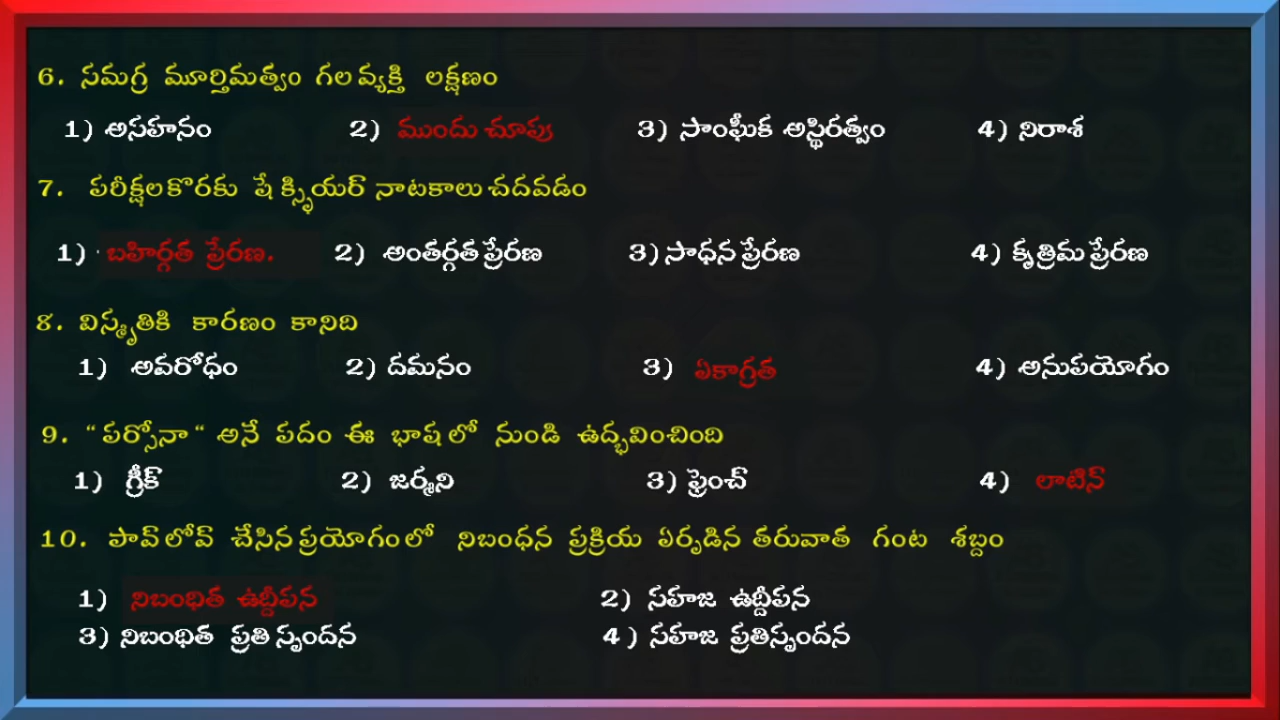 6. సమగ్ర మూర్తిమత్వం గల వ్యక్తి లక్షణం
1) అసహనం 2) ముందు చూపు 3) సాంఘీక అస్థిరత్వం 4) నిరాశ
7. పరీక్షల కొరకు షేక్స్పియర్ నాటకాలు చదవడం
1) బహిర్గత ప్రేరణ. 2) అంతర్గత ప్రేరణ 3) సాధన ప్రేరణ 4) కృత్రిమ ప్రేరణ
8. విస్మృతికి కారణం కానిది
1) అవరోధం 2) దమనం 3) ఏకాగ్రత 4) అనుపయోగం
9. “పర్సోనా“ అనే పదం ఈ భాష లో నుండి ఉద్భవించింది
1) గ్రీక్ 2) జర్మని 3) ఫ్రెంచ్ 4) లాటిన్
10. పావ్ లోవ్ చేసిన ప్రయోగంలో నిబంధన ప్రక్రియ ఏర్పడిన తరువాత గంట శబ్దం
1) నిబంధిత ఉద్దీపన 2) సహజ ఉద్దీపన
3) నిబంధిత ప్రతి స్పందన 4) సహజ ప్రతిస్పందన